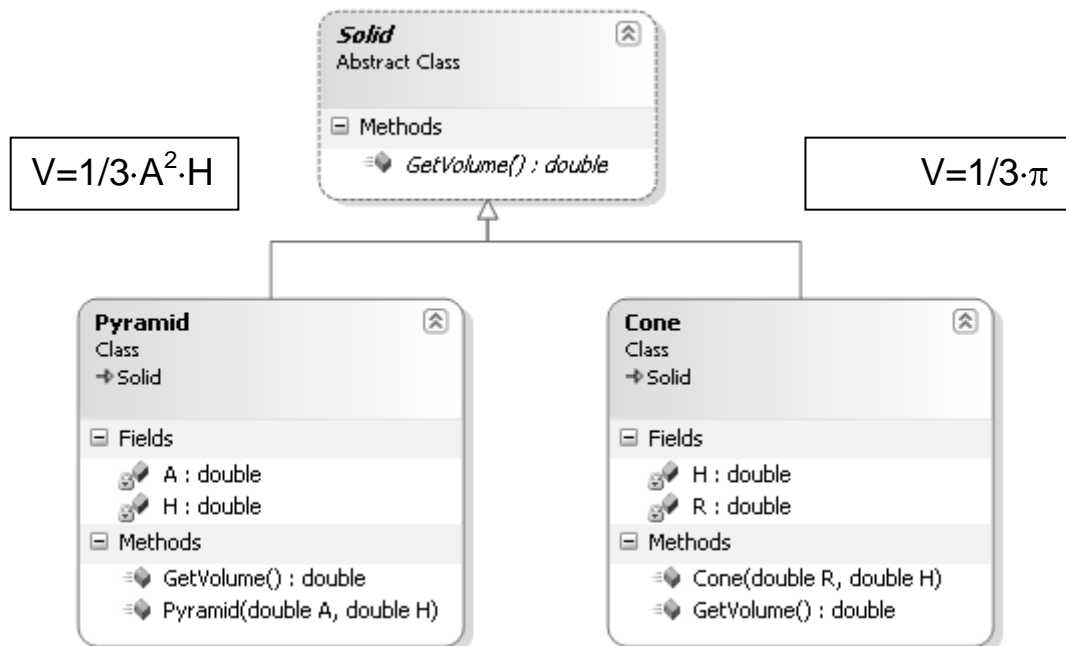 Solid
Abstract Class
Methods
GetVolume() : double
V=1/3·A²·H
V=1/3·π
Pyramid
Class
Solid
Fields
A : double
H : double
Methods
GetVolume() : double
Pyramid(double A, double H)
Cone
Class
Solid
Fields
H : double
R : double
Methods
Cone(double R, double H)
GetVolume() : double